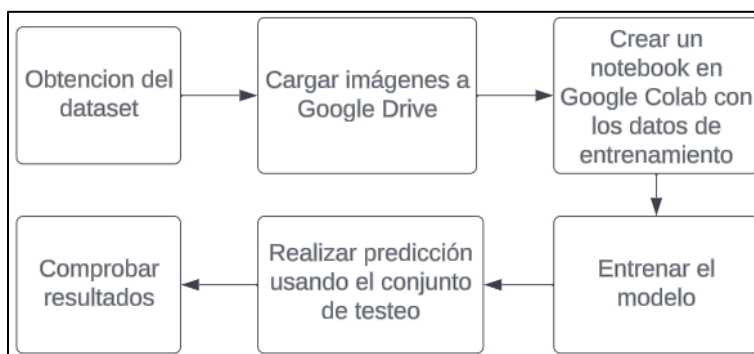 Obtencion del
dataset
Cargar imágenes a
Google Drive
Crear un
notebook en
Google Colab con
los datos de
entrenamiento
Entrenar el
modelo
Realizar predicción
usando el conjunto
de testeo
Comprobar
resultados